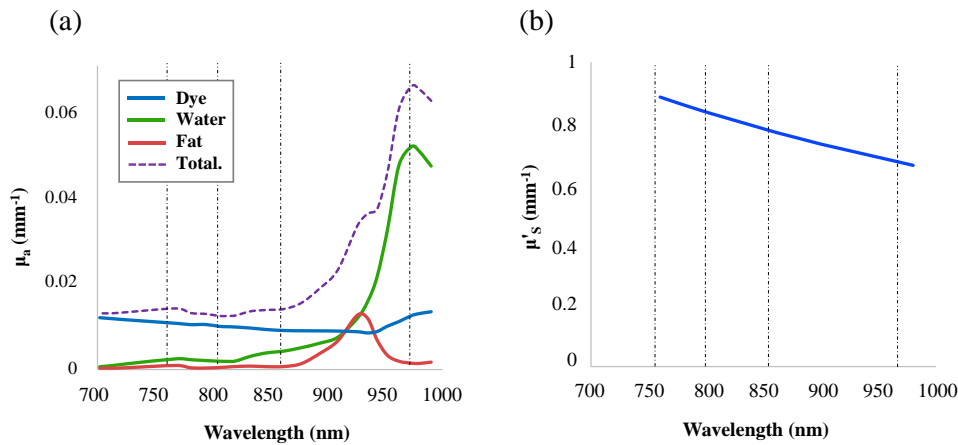 (a)
μa (mm-1)
0.06
0.04
0.02
0
Dye
Water
Fat
Total.
700 750 800 850 900 950 1000
Wavelength (nm)
(b)
μ's (mm-1)
1
0.8
0.6
0.4
0.2
0
700 750 800 850 900 950 1000
Wavelength (nm)